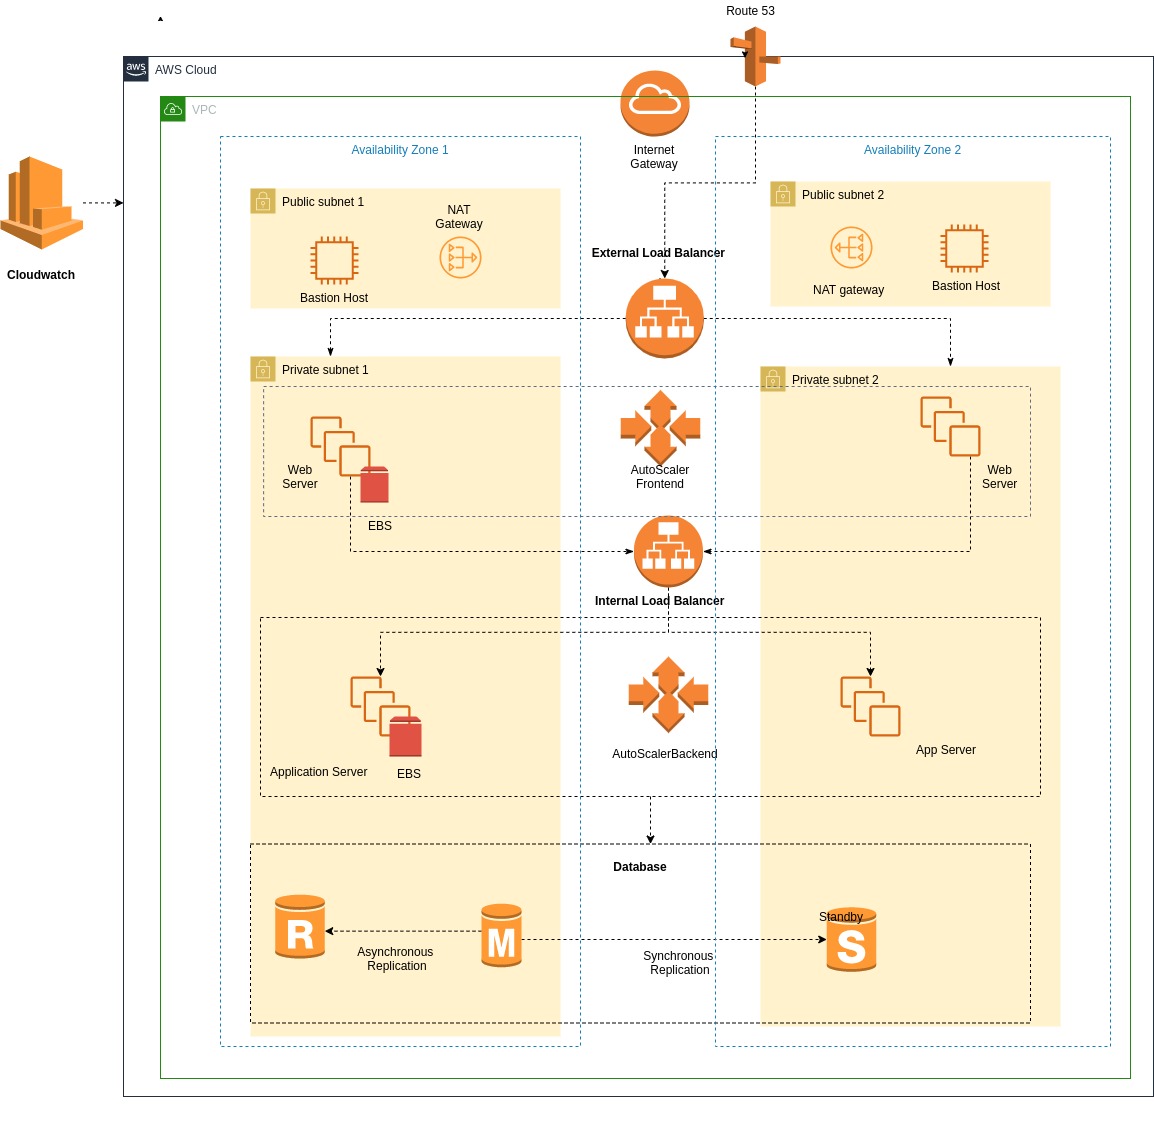 Route 53
aws
AWS Cloud
VPC
Internet
Gateway
Availability Zone 1
Availability Zone 2
Public subnet 1
NAT
Gateway
Bastion Host
Public subnet 2
NAT gateway
Bastion Host
Cloudwatch
External Load Balancer
Private subnet 1
Private subnet 2
Web
Server
EBS
AutoScaler
Frontend
Web
Server
Internal Load Balancer
Application Server
EBS
AutoScalerBackend
App Server
Database
R
Asynchronous
Replication
M
Synchronous
Replication
Standby
S